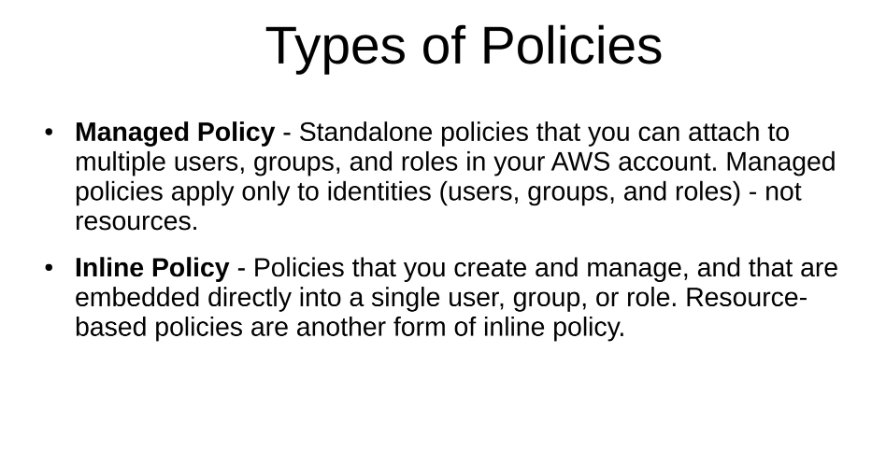 Types of Policies
• Managed Policy - Standalone policies that you can attach to
multiple users, groups, and roles in your AWS account. Managed
policies apply only to identities (users, groups, and roles) - not
resources.
• Inline Policy - Policies that you create and manage, and that are
embedded directly into a single user, group, or role. Resource-
based policies are another form of inline policy.